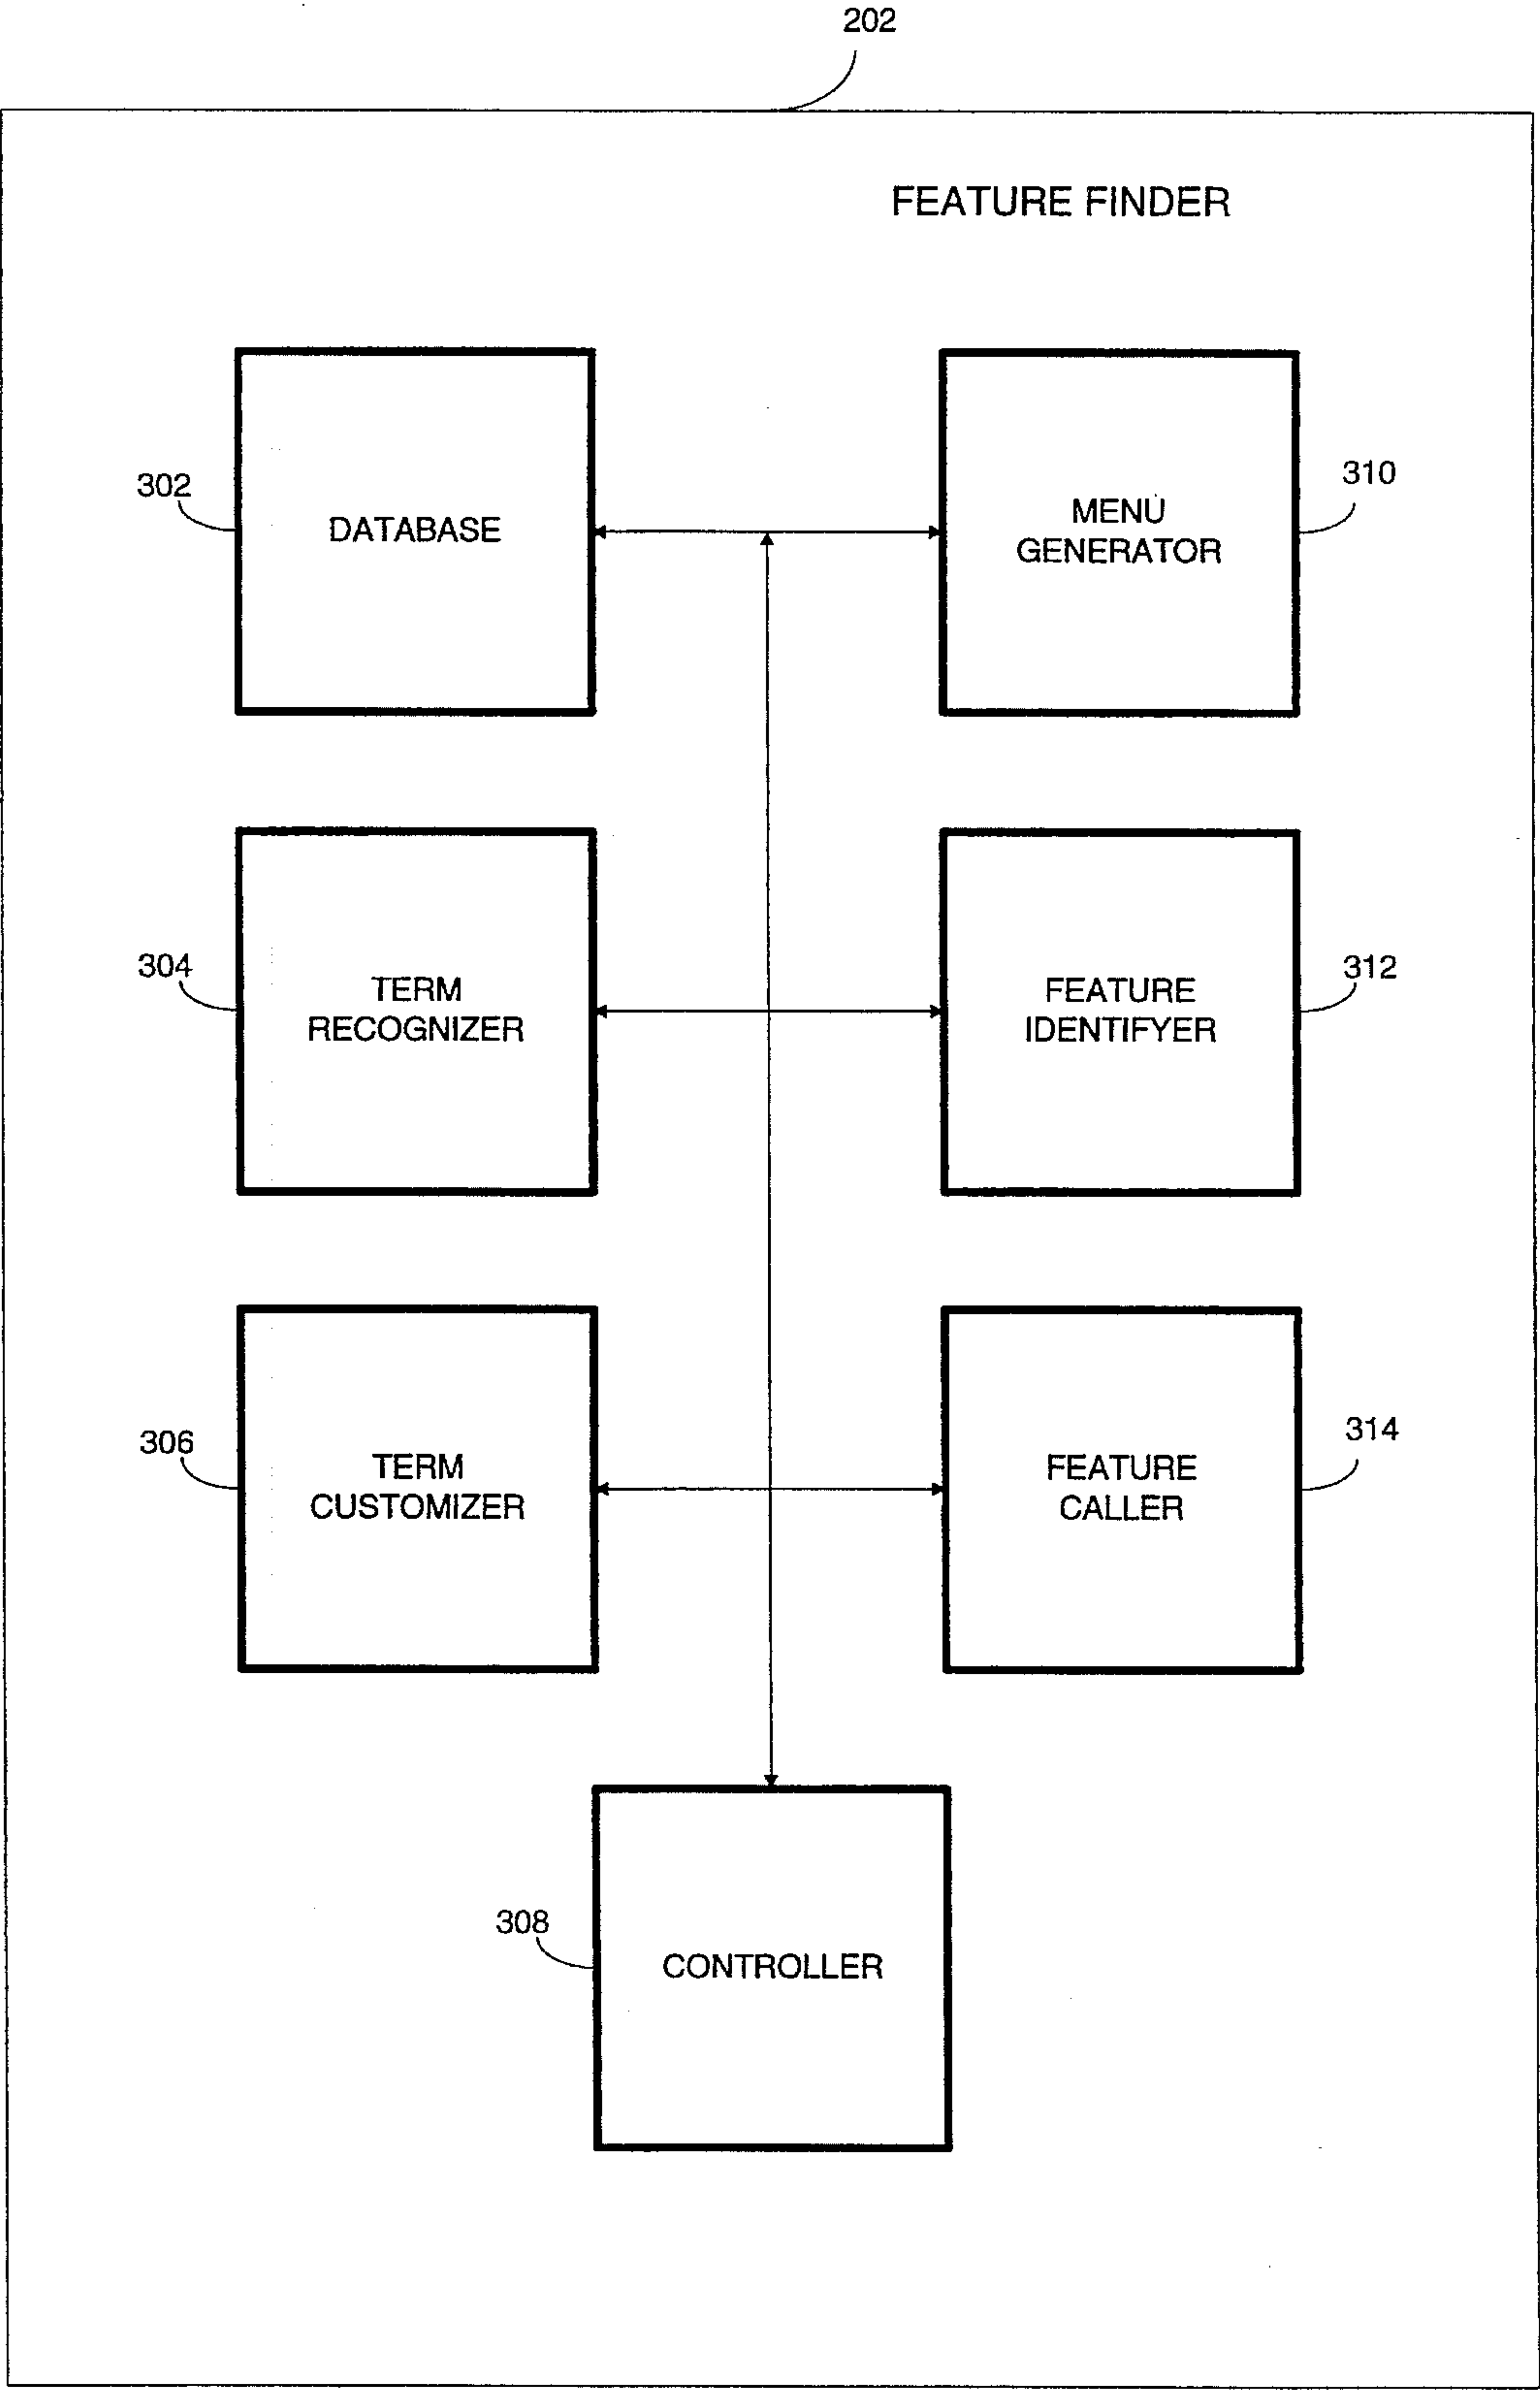 202
FEATURE FINDER
302
DATABASE
310
MENU
GENERATOR
304
TERM
RECOGNIZER
312
FEATURE
IDENTIFYER
306
TERM
CUSTOMIZER
314
FEATURE
CALLER
308
CONTROLLER